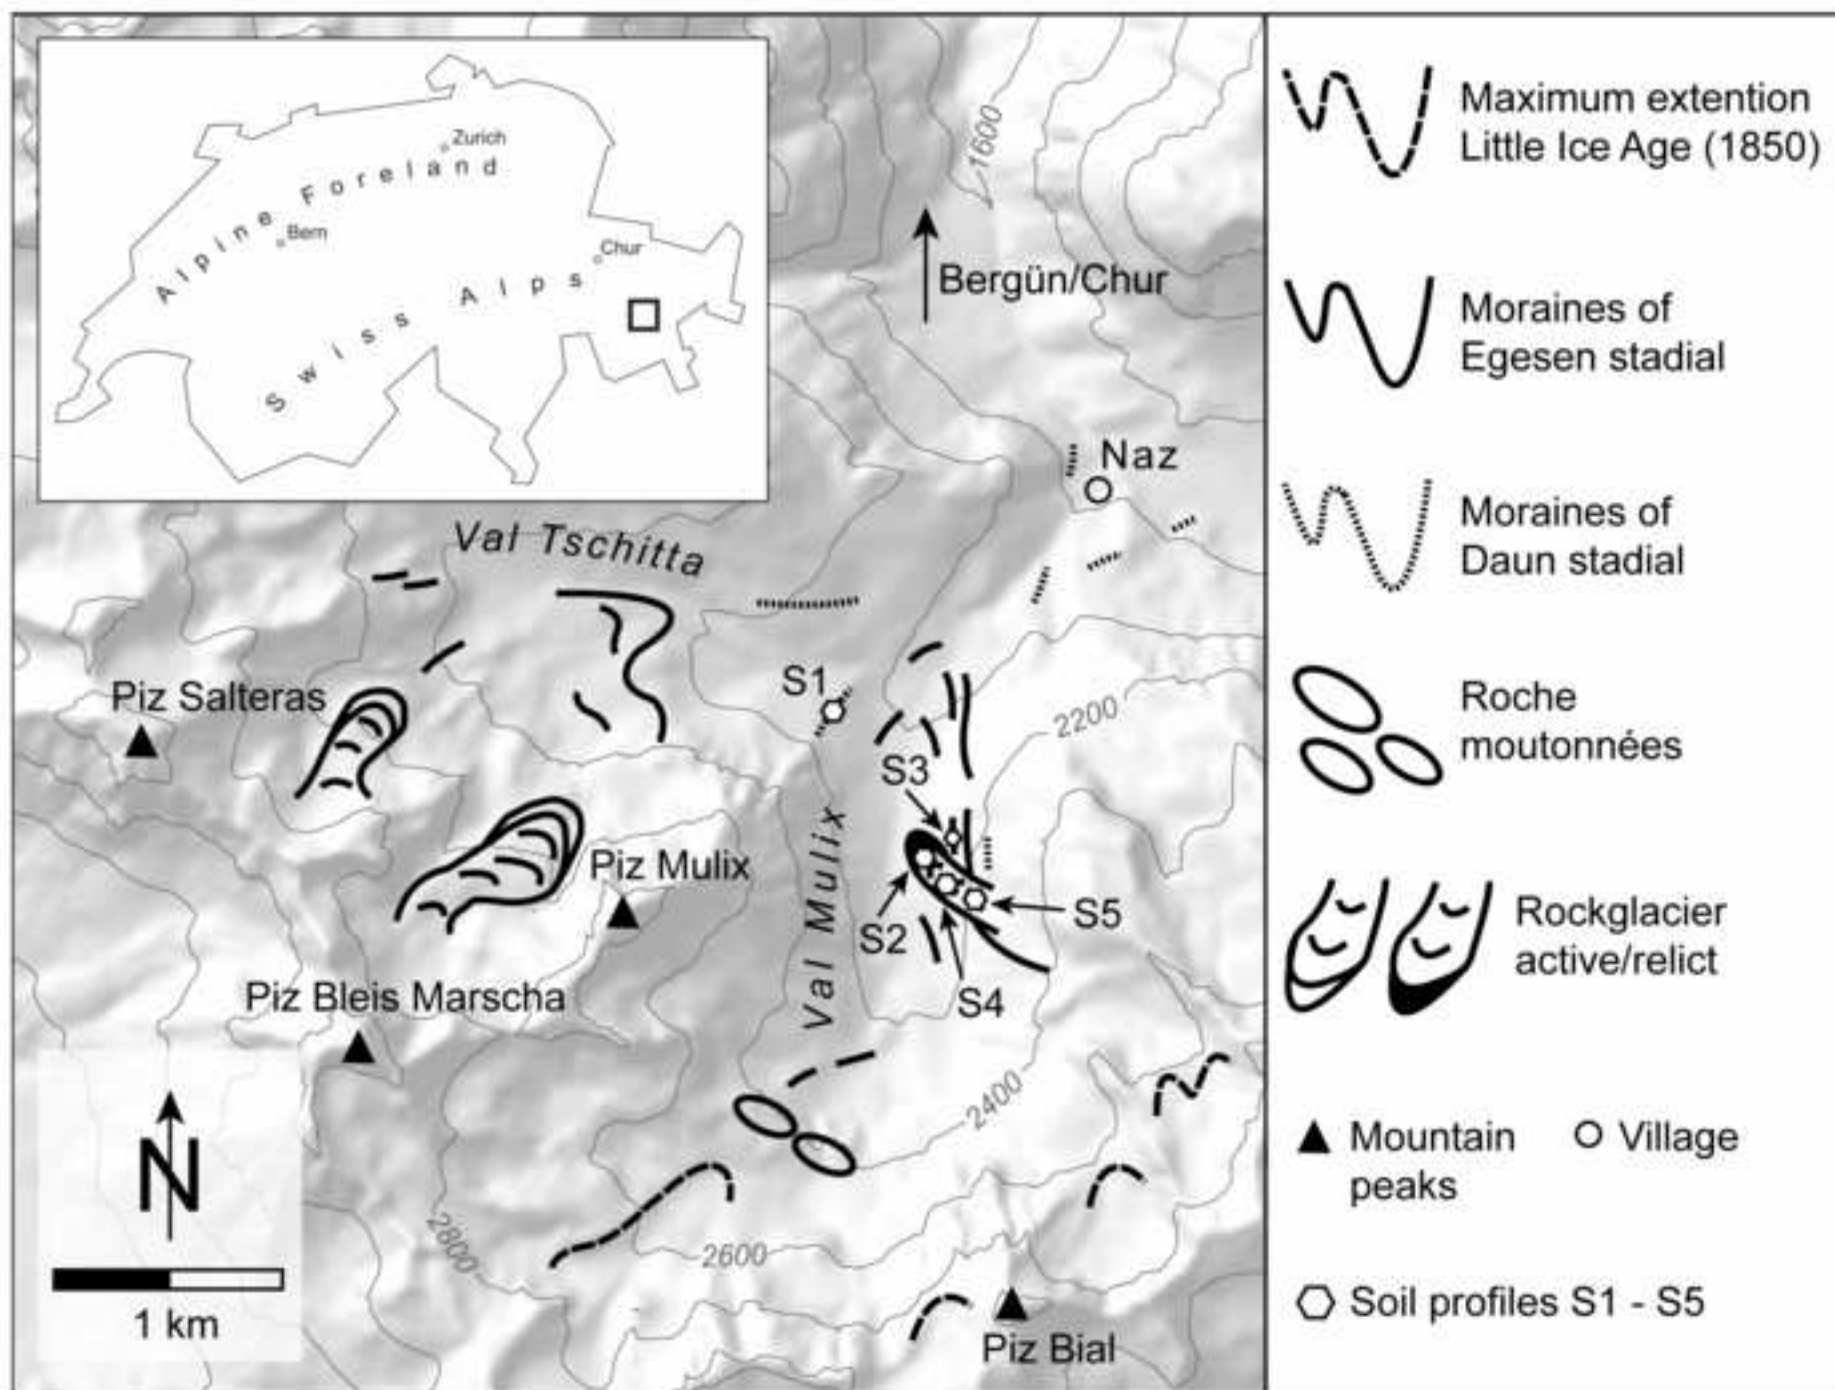 Zurich
Alpine Foreland
Bern
Chur
Swiss Alps
1600
Bergün/Chur
Naz
Val Tschitta
S1
Piz Salteras
2200
S3
Val Mulix
Piz Mulix
S2
S5
S4
Piz Bleis Marscha
2400
N
2800
2600
1 km
Piz Bial
Maximum extention
Little Ice Age (1850)
Moraines of
Egesen stadial
Moraines of
Daun stadial
Roche
moutonnées
Rockglacier
active/relict
Mountain
peaks
Village
Soil profiles S1 - S5